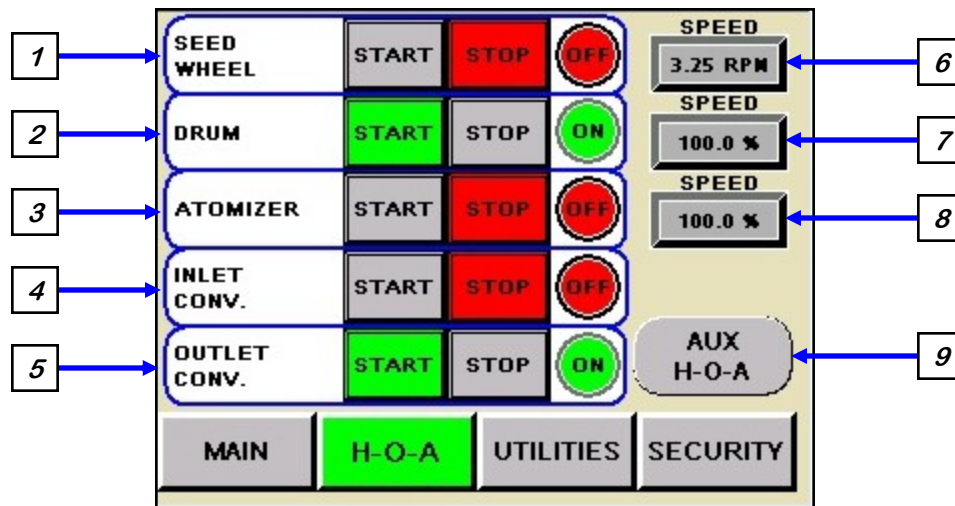 1
SEED
WHEEL
START
STOP
OFF
SPEED
3.25 RPM
6
2
DRUM
START
STOP
ON
SPEED
100.0 %
7
3
ATOMIZER
START
STOP
OFF
SPEED
100.0 %
8
4
INLET
CONV.
START
STOP
OFF
5
OUTLET
CONV.
START
STOP
ON
AUX
H-O-A
9
MAIN
H-O-A
UTILITIES
SECURITY